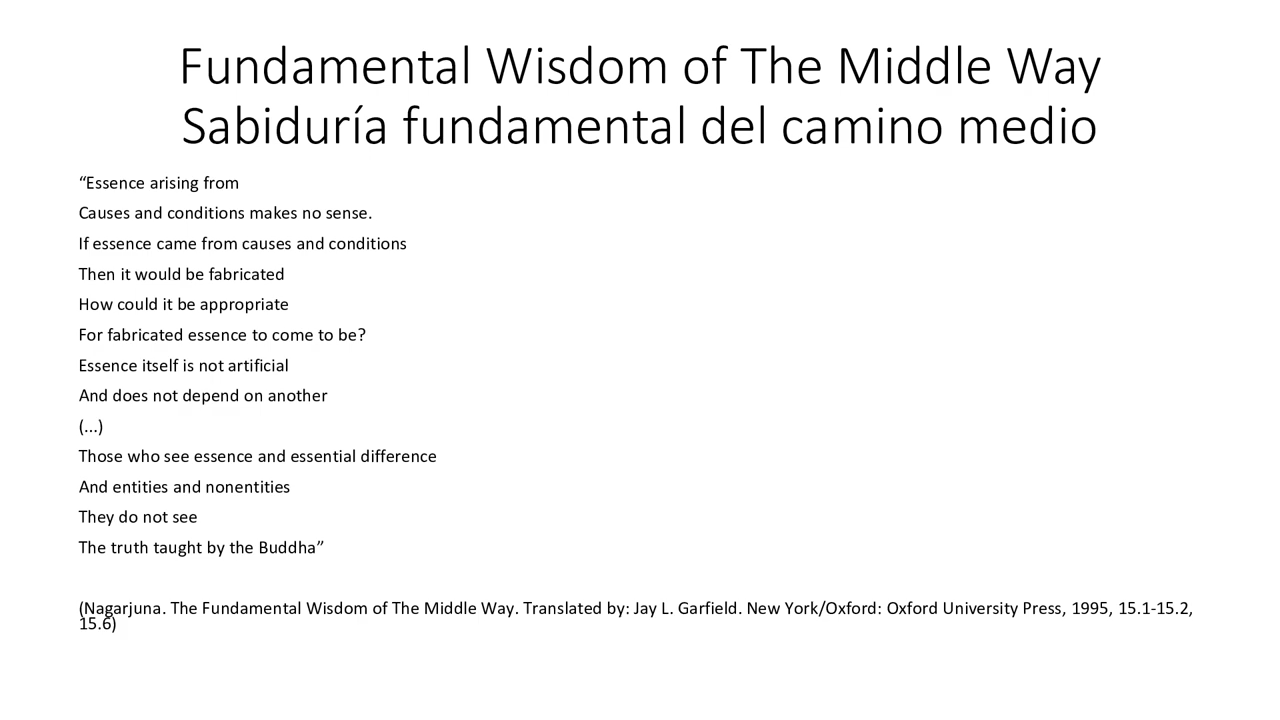 Fundamental Wisdom of The Middle Way
Sabiduría fundamental del camino medio
“Essence arising from
Causes and conditions makes no sense.
If essence came from causes and conditions
Then it would be fabricated
How could it be appropriate
For fabricated essence to come to be?
Essence itself is not artificial
And does not depend on another
(...)
Those who see essence and essential difference
And entities and nonentities
They do not see
The truth taught by the Buddha”
(Nagarjuna. The Fundamental Wisdom of The Middle Way. Translated by: Jay L. Garfield. New York/Oxford: Oxford University Press, 1995, 15.1-15.2,
15.6)